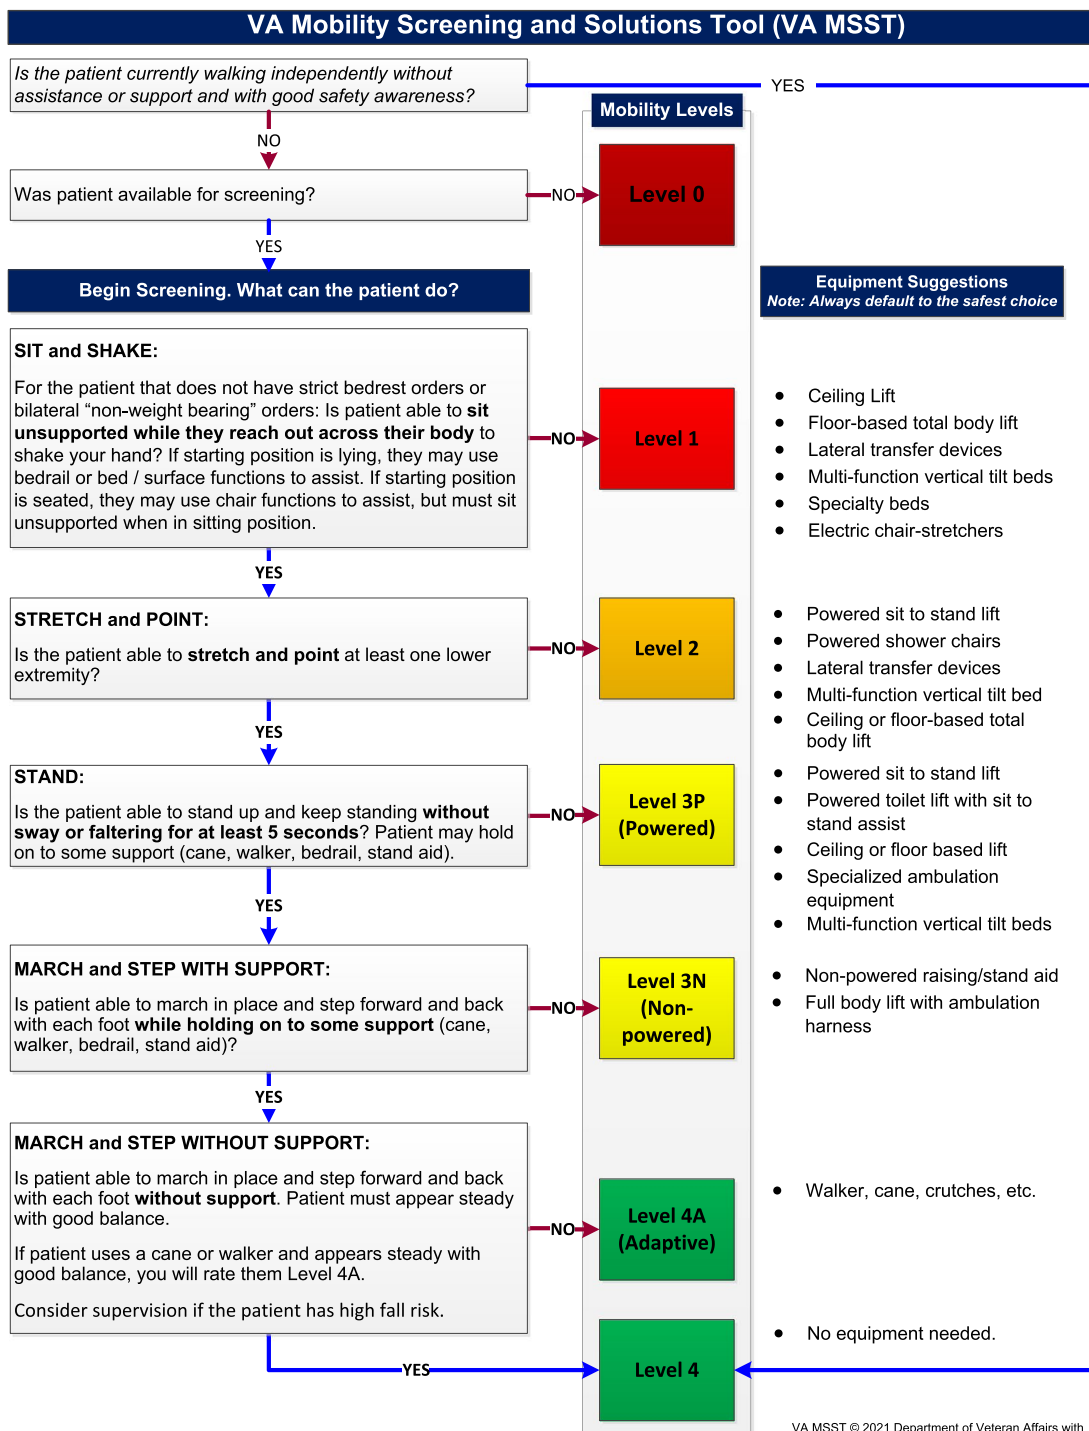 VA Mobility Screening and Solutions Tool (VA MSST)
Is the patient currently walking independently without
assistance or support and with good safety awareness?
YES
NO
Mobility Levels
Was patient available for screening?
NO
Level 0
YES
Begin Screening. What can the patient do?
Equipment Suggestions
Note: Always default to the safest choice
SIT and SHAKE:
For the patient that does not have strict bedrest orders or
bilateral “non-weight bearing” orders: Is patient able to sit
unsupported while they reach out across their body to
shake your hand? If starting position is lying, they may use
bedrail or bed / surface functions to assist. If starting position
is seated, they may use chair functions to assist, but must sit
unsupported when in sitting position.
NO
Level 1
● Ceiling Lift
● Floor-based total body lift
● Lateral transfer devices
● Multi-function vertical tilt beds
● Specialty beds
● Electric chair-stretchers
YES
STRETCH and POINT:
Is the patient able to stretch and point at least one lower
extremity?
NO
Level 2
● Powered sit to stand lift
● Powered shower chairs
● Lateral transfer devices
● Multi-function vertical tilt bed
● Ceiling or floor-based total
body lift
YES
STAND:
Is the patient able to stand up and keep standing without
sway or faltering for at least 5 seconds? Patient may hold
on to some support (cane, walker, bedrail, stand aid).
NO
Level 3P
(Powered)
● Powered sit to stand lift
● Powered toilet lift with sit to
stand assist
● Ceiling or floor based lift
● Specialized ambulation
equipment
● Multi-function vertical tilt beds
YES
MARCH and STEP WITH SUPPORT:
Is patient able to march in place and step forward and back
with each foot while holding on to some support (cane,
walker, bedrail, stand aid)?
NO
Level 3N
(Non-
powered)
● Non-powered raising/stand aid
● Full body lift with ambulation
harness
YES
MARCH and STEP WITHOUT SUPPORT:
Is patient able to march in place and step forward and back
with each foot without support. Patient must appear steady
with good balance.
If patient uses a cane or walker and appears steady with
good balance, you will rate them Level 4A.
Consider supervision if the patient has high fall risk.
NO
Level 4A
(Adaptive)
● Walker, cane, crutches, etc.
YES
Level 4
● No equipment needed.
VA MSST © 2021 Department of Veteran Affairs with